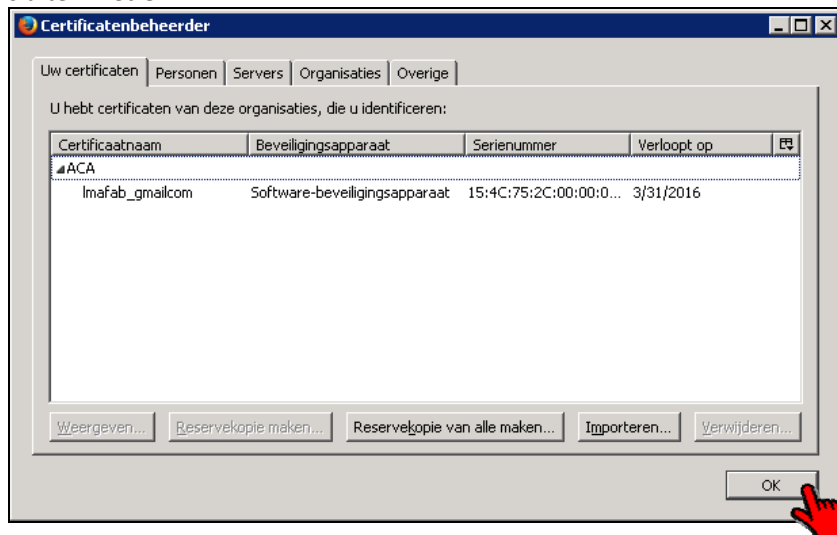 Certificatenbeheerder
Uw certificaten Personen Servers Organisaties Overige
U hebt certificaten van deze organisaties, die u identificeren:
Certificaatnaam Beveiligingsapparaat Serienummer Verloopt op
ACA
lmafab_gmailcom Software-beveiligingsapparaat 15:4C:75:2C:00:00:0... 3/31/2016
Weergeven... Reservekopie maken... Reservekopie van alle maken... Importeren... Verwijderen...
OK